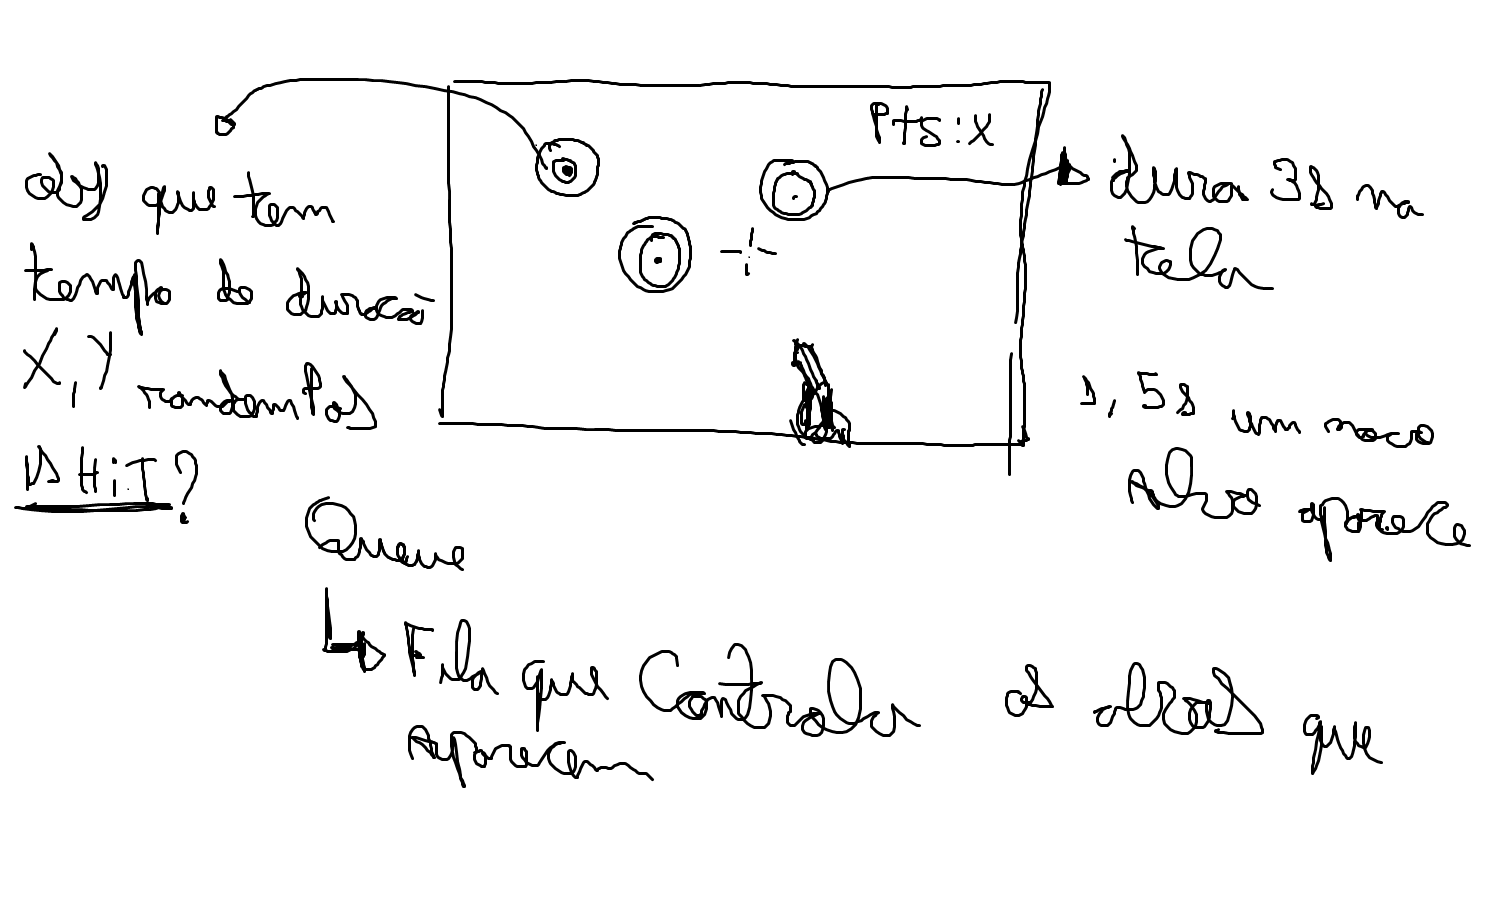 Pts: X
obj que tem
tempo de duração
X, Y randomPos
isHiT?
dura 3s na
tela
1,5s um novo
Alvo aparece
Queue
Fila que Controla os alvos que
Aparecem